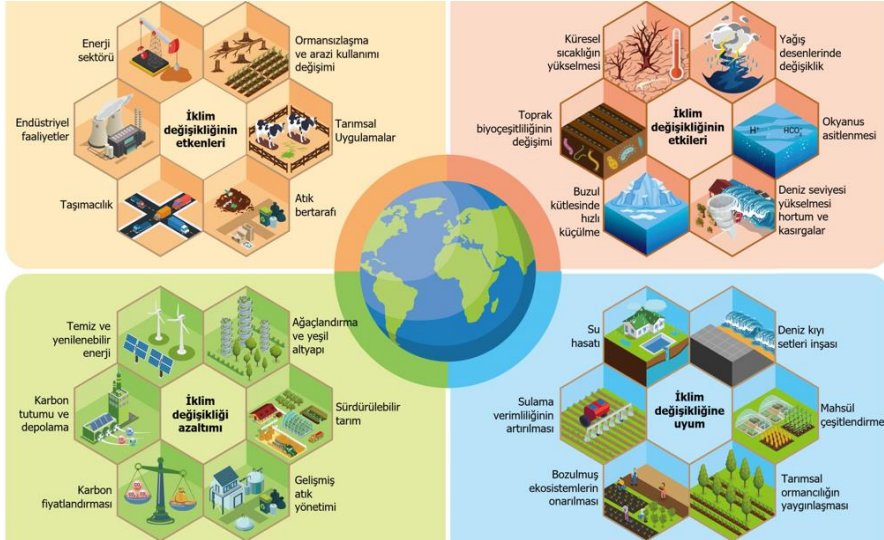 Enerji
sektörü
Ormansızlaşma
ve arazi kullanımı
değişimi
Endüstriyel
faaliyetler
İklim
değişikliğinin
etkenleri
Tarımsal
Uygulamalar
Taşımacılık
Atık
bertarafı
Küresel
sıcaklığın
yükselmesi
Yağış
desenlerinde
değişiklik
Toprak
biyoçeşitliliğinin
değişimi
İklim
değişikliğinin
etkileri
H⁺
HCO₃⁻
Okyanus
asitlenmesi
Buzul
kütlesinde
hızlı
küçülme
Deniz seviyesi
yükselmesi
hortum ve
kasırgalar
Temiz ve
yenilenebilir
enerji
Ağaçlandırma
ve yeşil
altyapı
Karbon
tutumu ve
depolama
İklim
değişikliği
azaltımı
Sürdürülebilir
tarım
Karbon
fiyatlandırması
Gelişmiş
atık
yönetimi
Su
hasatı
Deniz kıyı
setleri inşası
Sulama
verimliliğinin
artırılması
İklim
değişikliğine
uyum
Mahsül
çeşitlendirme
Bozulmuş
ekosistemlerin
onarılması
Tarımsal
ormancılığın
yaygınlaşması